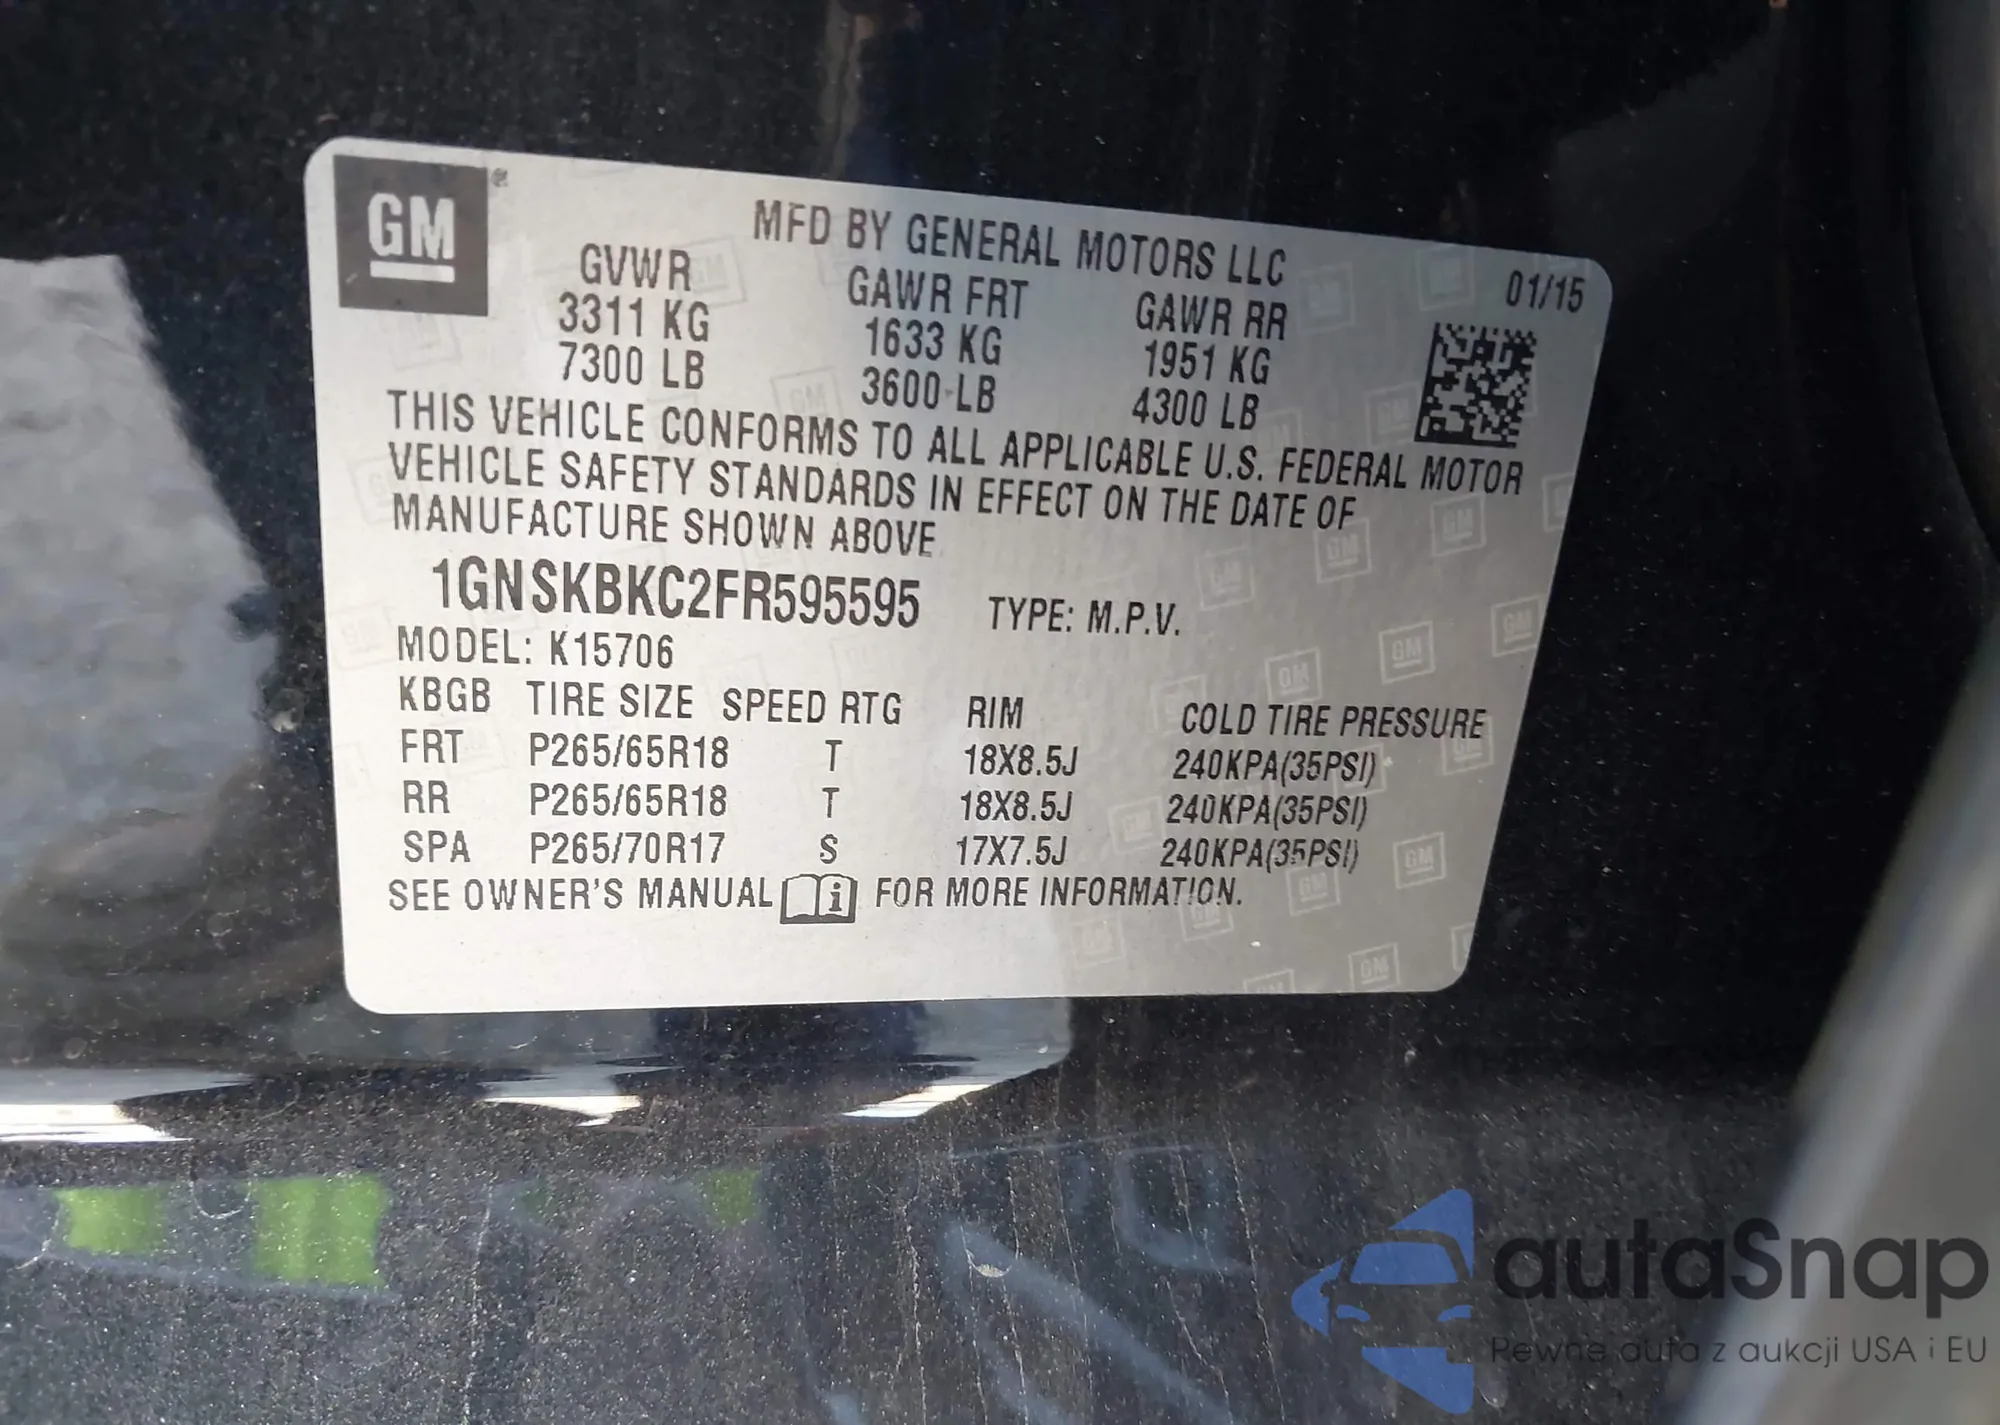 GM
MFD BY GENERAL MOTORS LLC
01/15
GVWR GAWR FRT GAWR RR
3311 KG 1633 KG 1951 KG
7300 LB 3600 LB 4300 LB
THIS VEHICLE CONFORMS TO ALL APPLICABLE U.S. FEDERAL MOTOR
VEHICLE SAFETY STANDARDS IN EFFECT ON THE DATE OF
MANUFACTURE SHOWN ABOVE
1GNSKBKC2FR595595 TYPE: M.P.V.
MODEL: K15706
KBGB TIRE SIZE SPEED RTG RIM COLD TIRE PRESSURE
FRT P265/65R18 T 18X8.5J 240KPA(35PSI)
RR P265/65R18 T 18X8.5J 240KPA(35PSI)
SPA P265/70R17 S 17X7.5J 240KPA(35PSI)
SEE OWNER'S MANUAL i FOR MORE INFORMATION.
autaSnap
Pewne auta z aukcji USA i EU